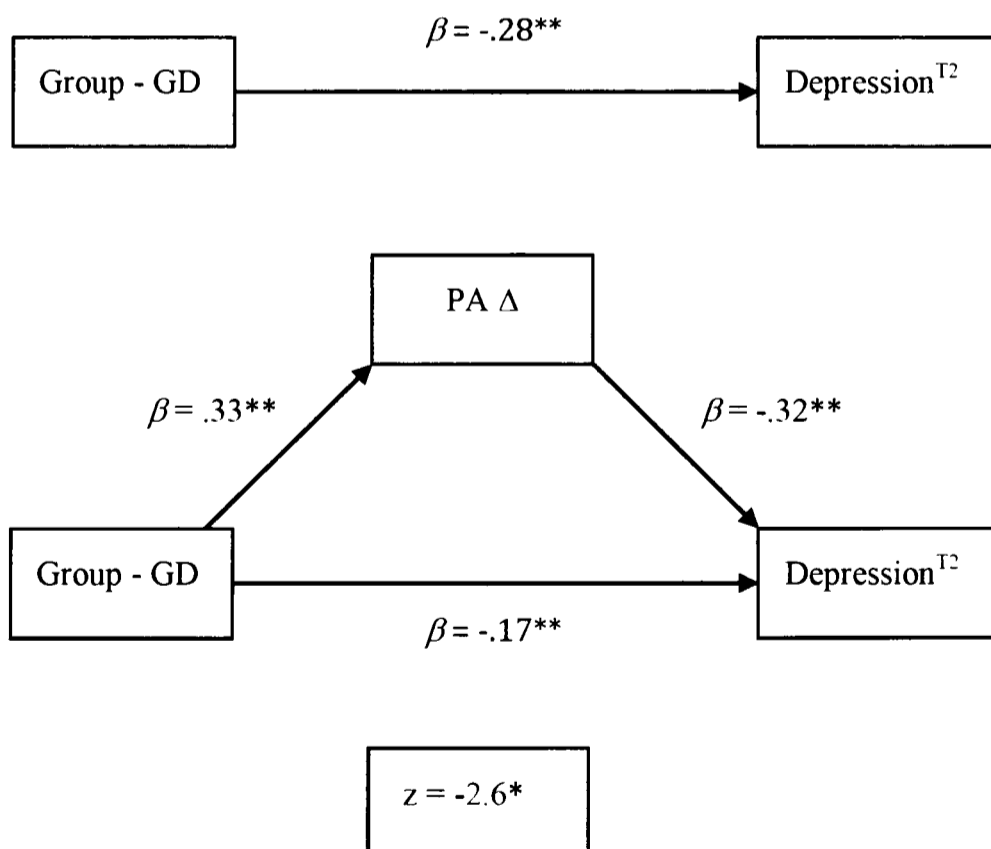 β = -.28**
Group - GD
Depression^T2
PA Δ
β = .33**
β = -.32**
Group - GD
Depression^T2
β = -.17**
z = -2.6*